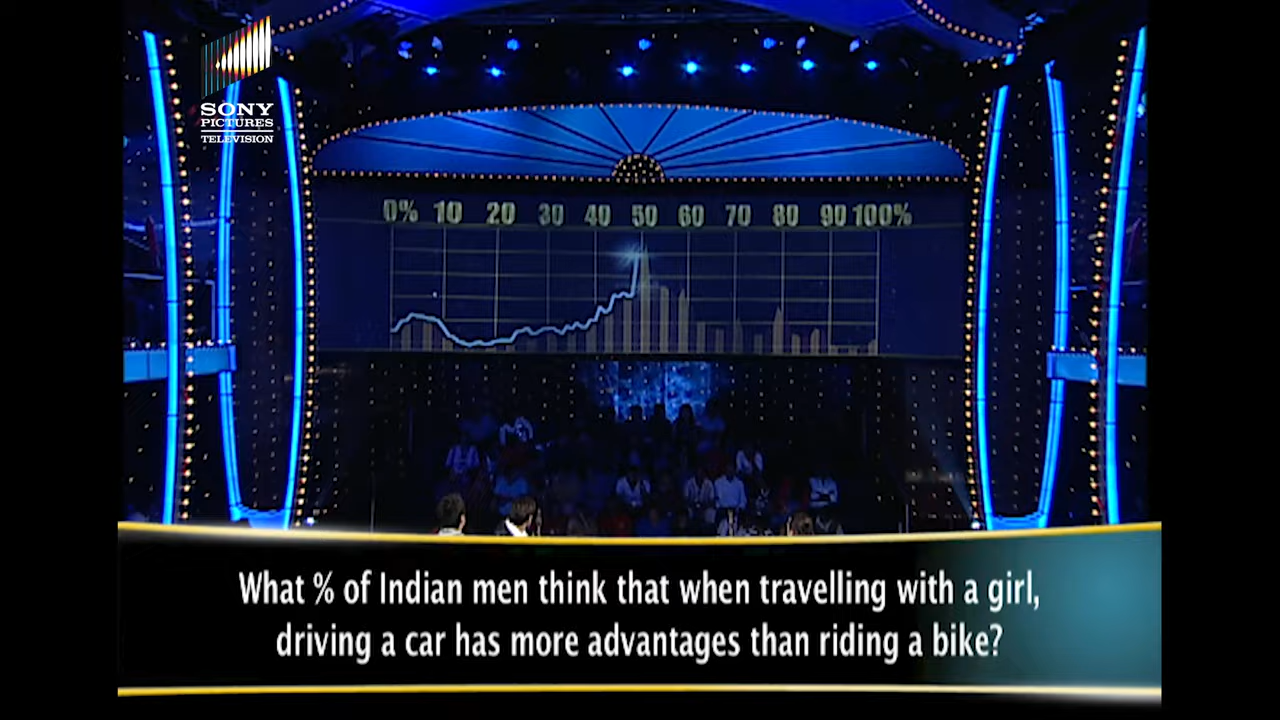 SONY
PICTURES
TELEVISION
0% 10 20 30 40 50 60 70 80 90 100%
What % of Indian men think that when travelling with a girl,
driving a car has more advantages than riding a bike?